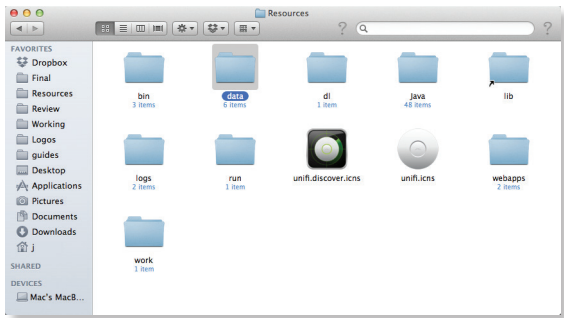 Resources
?
?
FAVORITES
Dropbox
Final
Resources
Review
Working
Logos
guides
Desktop
Applications
Pictures
Documents
Downloads
j
SHARED
DEVICES
Mac's MacB...
bin
3 items
data
6 items
dl
1 item
Java
48 items
lib
logs
2 items
run
1 item
unifi.discover.icns
unifi.icns
webapps
2 items
work
1 item